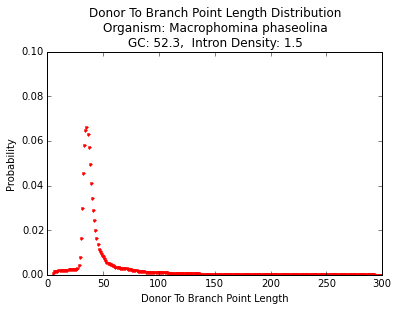 Donor To Branch Point Length Distribution
Organism: Macrophomina phaseolina
GC: 52.3,  Intron Density: 1.5
0.10
0.08
0.06
0.04
0.02
0.00
Probability
0 50 100 150 200 250 300
Donor To Branch Point Length